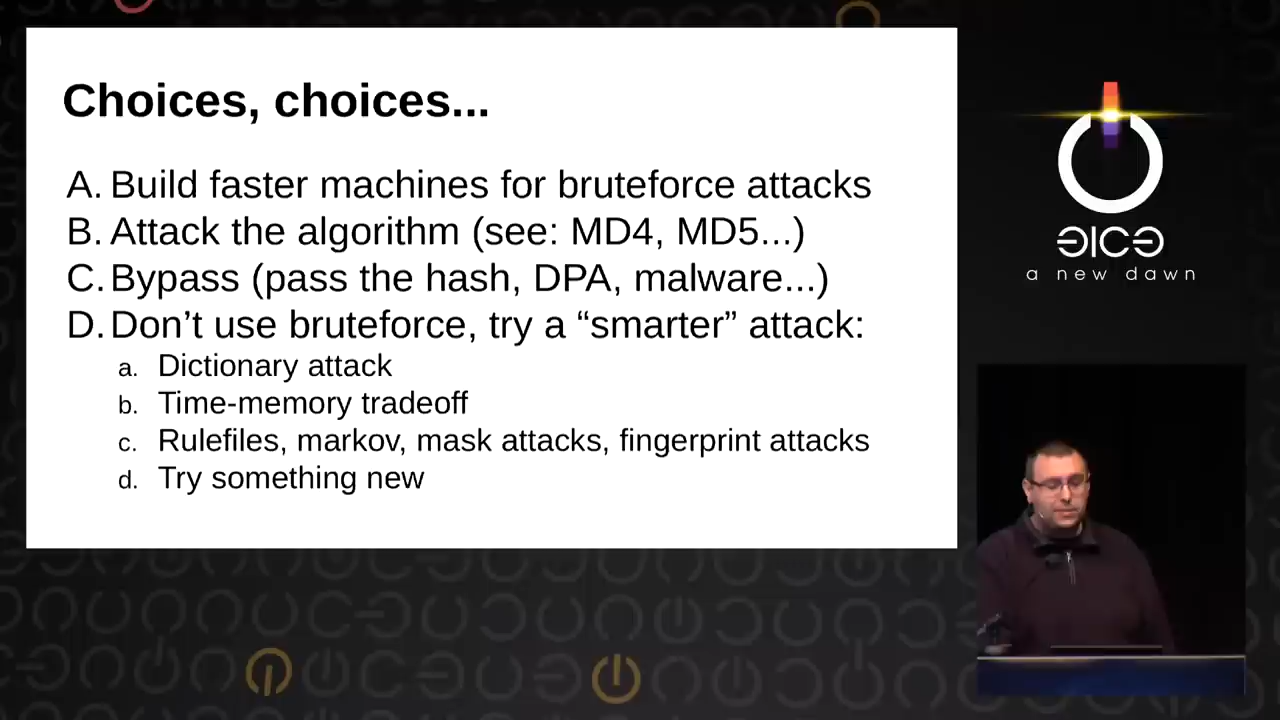 Choices, choices...
A. Build faster machines for bruteforce attacks
B. Attack the algorithm (see: MD4, MD5...)
C. Bypass (pass the hash, DPA, malware...)
D. Don’t use bruteforce, try a “smarter” attack:
a. Dictionary attack
b. Time-memory tradeoff
c. Rulefiles, markov, mask attacks, fingerprint attacks
d. Try something new
31C3
a new dawn